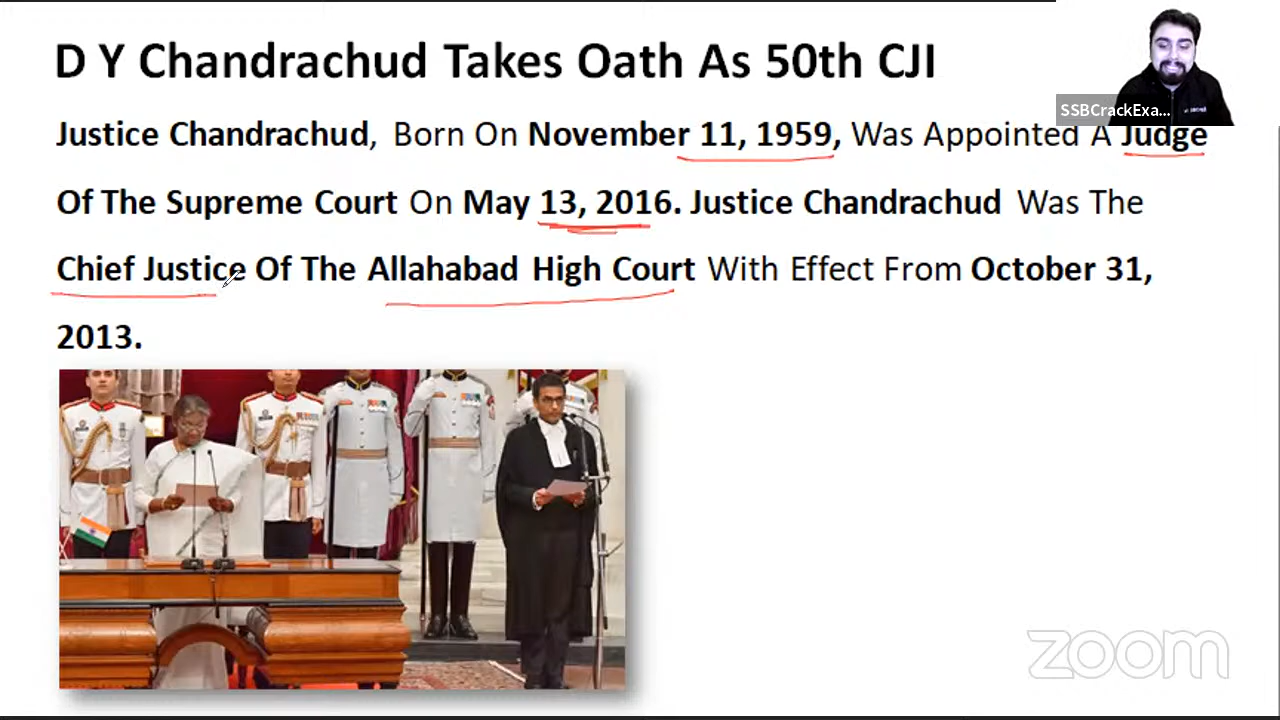 D Y Chandrachud Takes Oath As 50th CJI
SSBCrackExa...
Justice Chandrachud, Born On November 11, 1959, Was Appointed A Judge
Of The Supreme Court On May 13, 2016. Justice Chandrachud Was The
Chief Justice Of The Allahabad High Court With Effect From October 31,
2013.
zoom